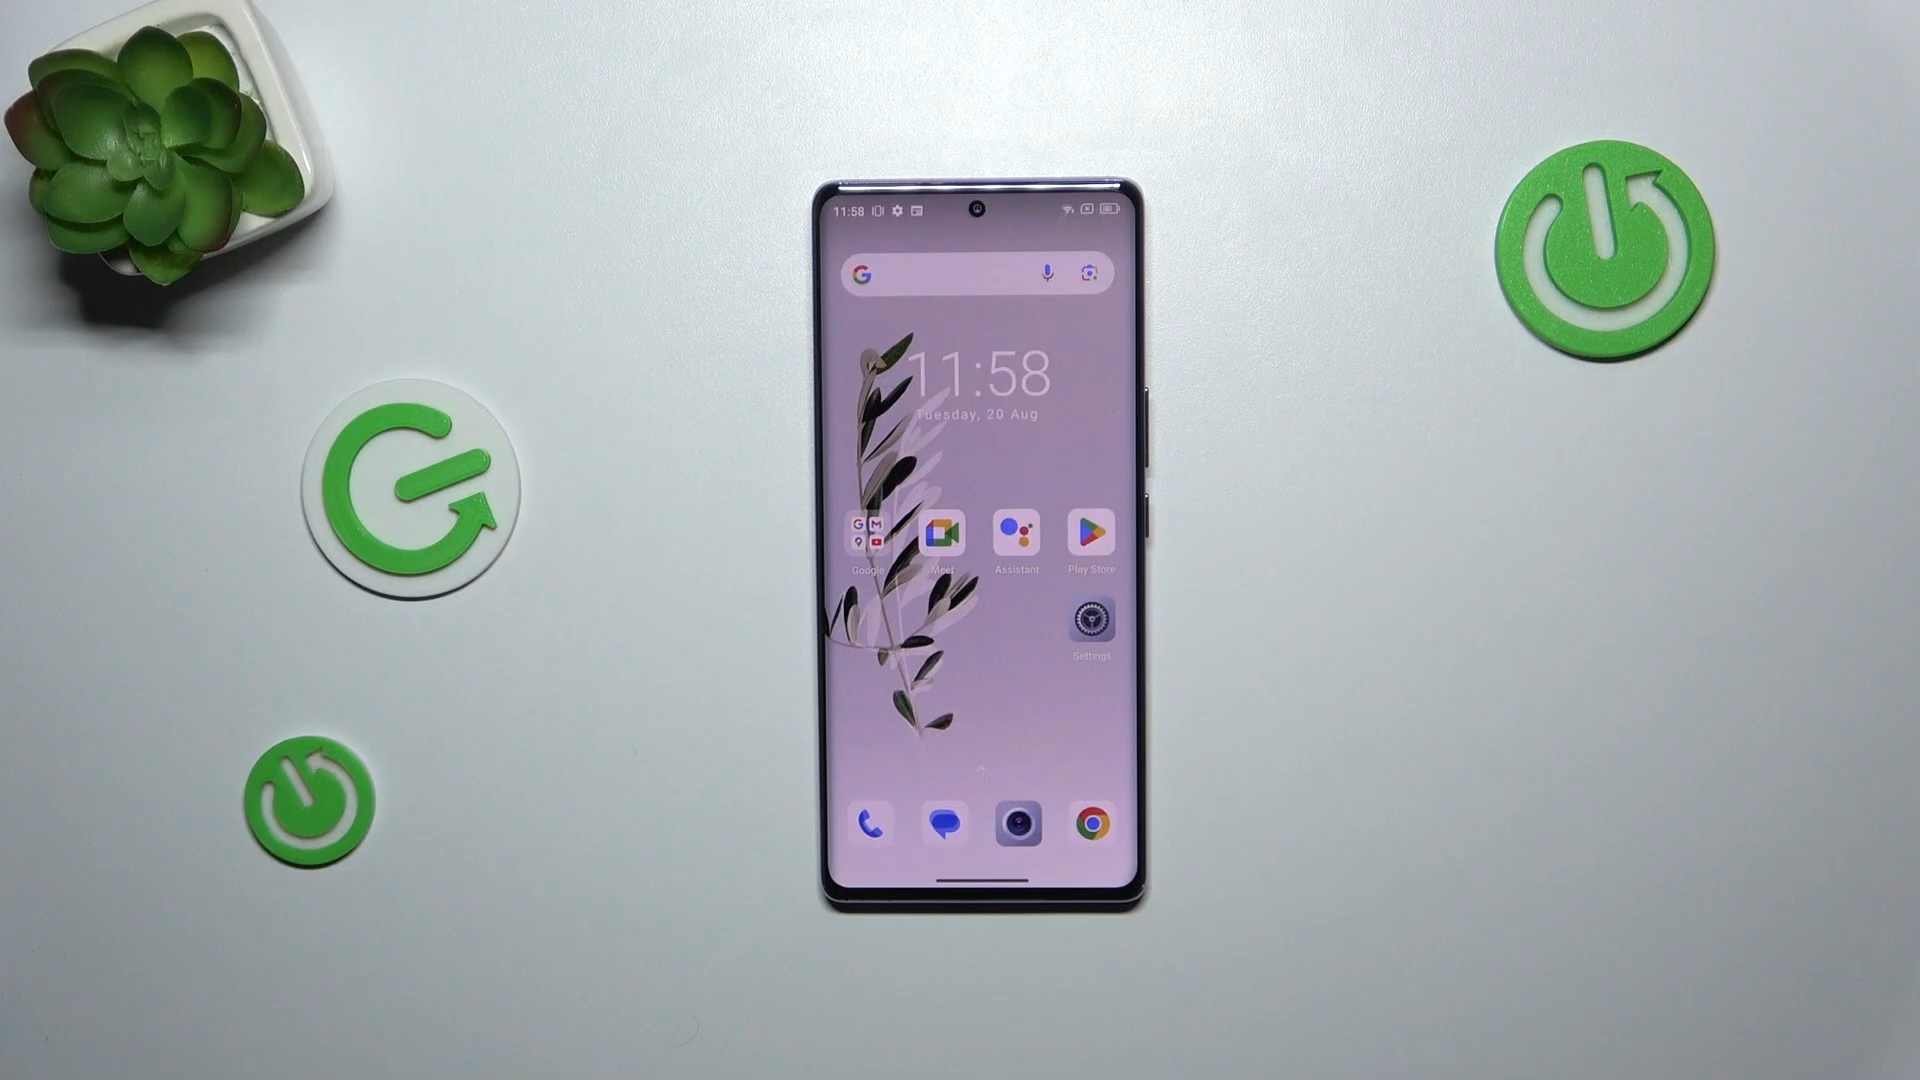 11:58
11:58
Tuesday, 20 Aug
Google
Meet
Assistant
Play Store
Settings